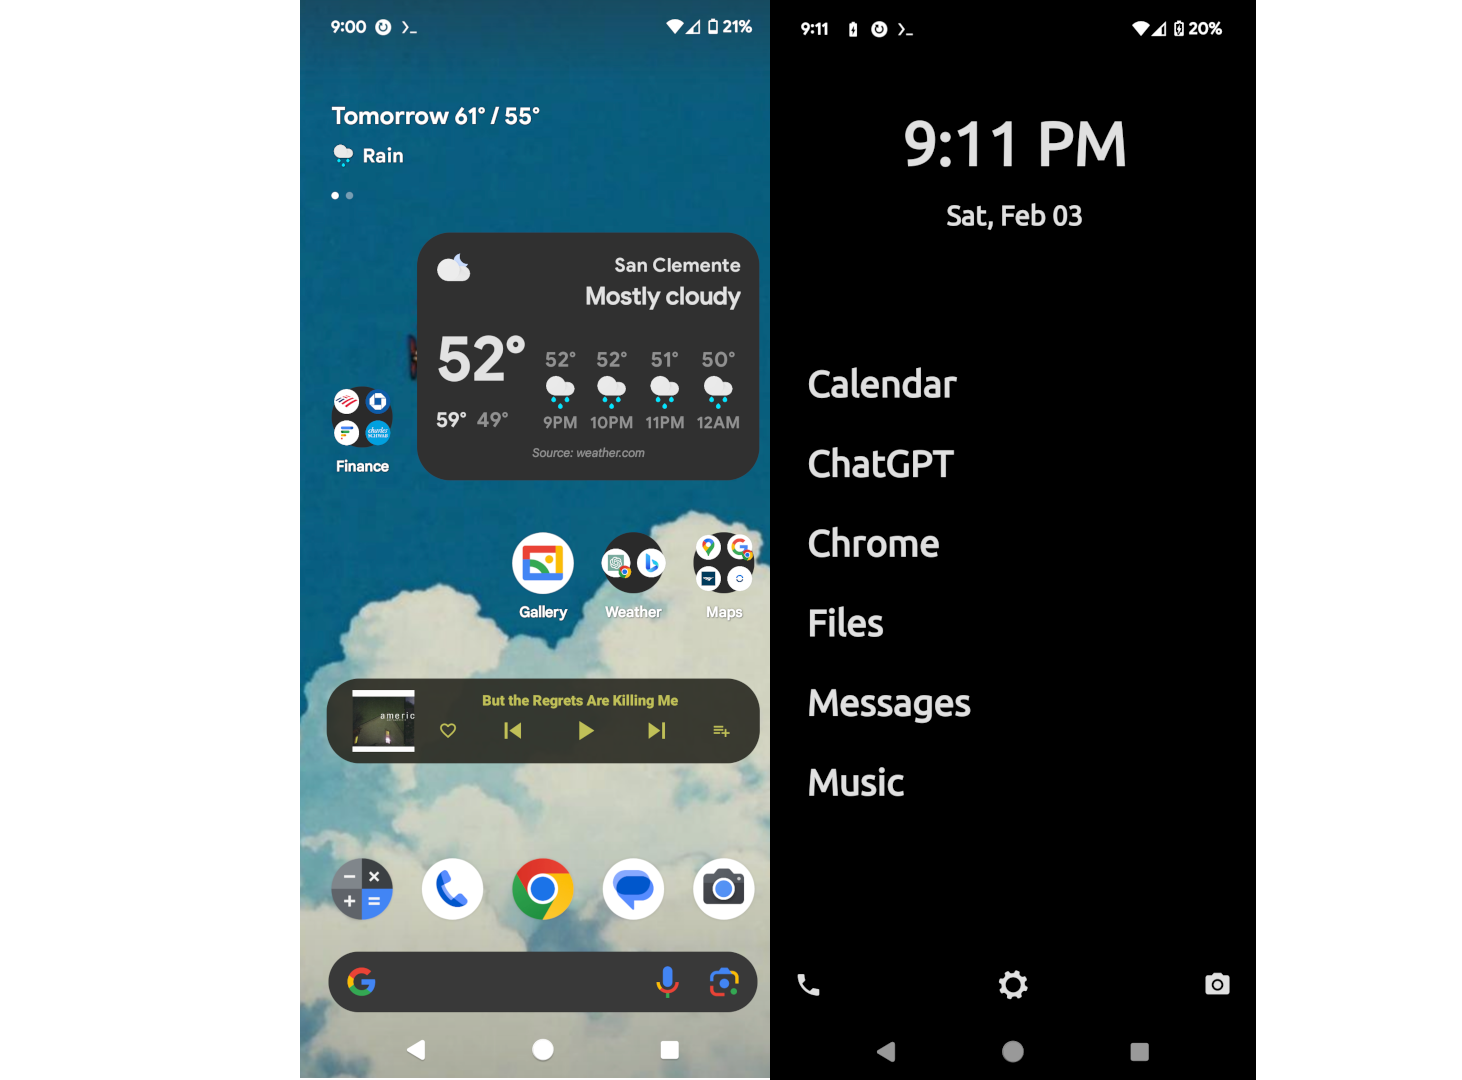 9:00
21%
Tomorrow 61° / 55°
Rain
San Clemente
Mostly cloudy
52°
52° 52° 51° 50°
59° 49°
9PM 10PM 11PM 12AM
Source: weather.com
charles
SCHWAB
Finance
Gallery
Weather
Maps
americ
But the Regrets Are Killing Me
9:11
20%
9:11 PM
Sat, Feb 03
Calendar
ChatGPT
Chrome
Files
Messages
Music